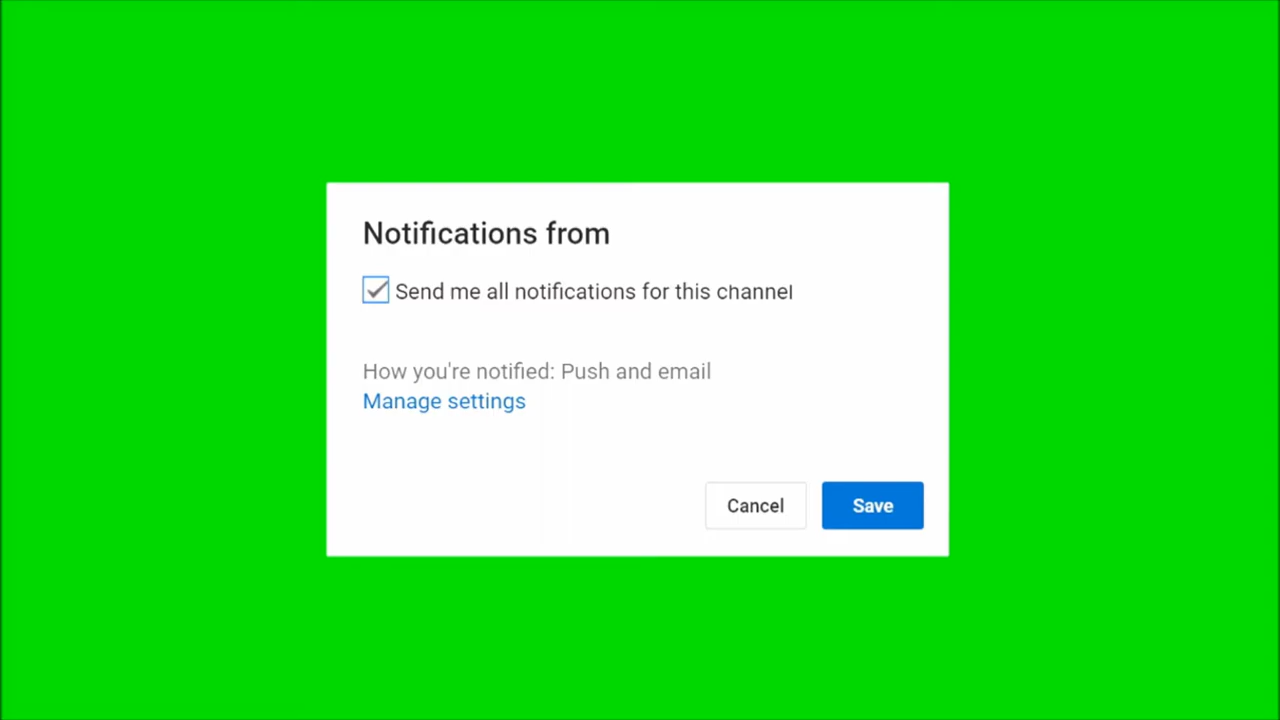 Notifications from
Send me all notifications for this channel
How you're notified: Push and email
Manage settings
Cancel Save